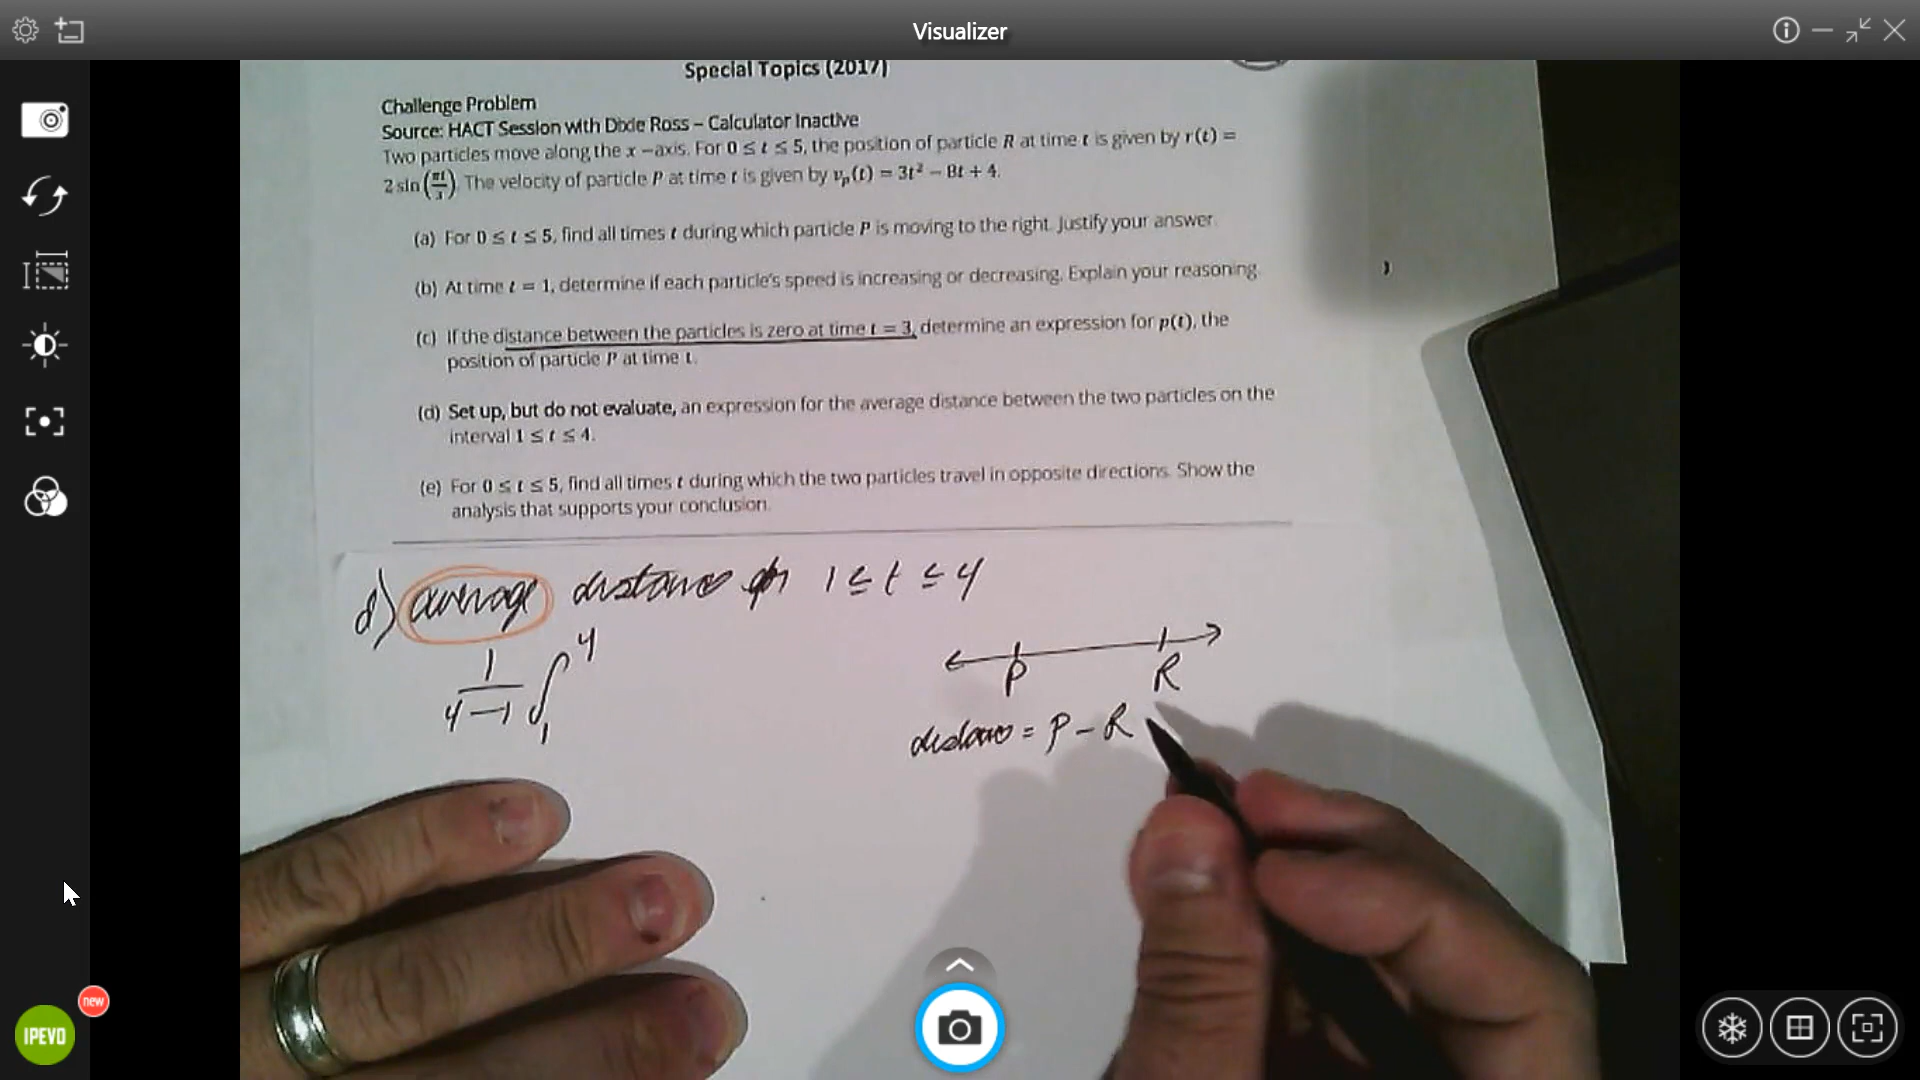 Visualizer
Special Topics (2017)
Challenge Problem
Source: HACT Session with Dixie Ross – Calculator Inactive
Two particles move along the x –axis. For 0 ≤ t ≤ 5, the position of particle R at time t is given by r(t) =
2 sin(πt/3). The velocity of particle P at time t is given by vₚ(t) = 3t² − 8t + 4.
(a) For 0 ≤ t ≤ 5, find all times t during which particle P is moving to the right. Justify your answer.
(b) At time t = 1, determine if each particle's speed is increasing or decreasing. Explain your reasoning.
(c) If the distance between the particles is zero at time t = 3, determine an expression for p(t), the
position of particle P at time t.
(d) Set up, but do not evaluate, an expression for the average distance between the two particles on the
interval 1 ≤ t ≤ 4.
(e) For 0 ≤ t ≤ 5, find all times t during which the two particles travel in opposite directions. Show the
analysis that supports your conclusion.
d) average distance on 1 ≤ t ≤ 4
1/(4−1) ∫₁⁴
P R
distance = P − R
new
IPEVO